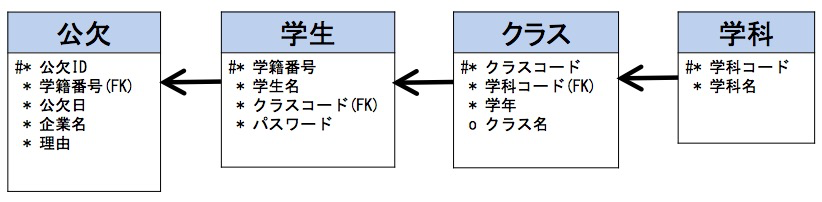 公欠
#* 公欠ID
* 学籍番号(FK)
* 公欠日
* 企業名
* 理由
学生
#* 学籍番号
* 学生名
* クラスコード(FK)
* パスワード
クラス
#* クラスコード
* 学科コード(FK)
* 学年
o クラス名
学科
#* 学科コード
* 学科名